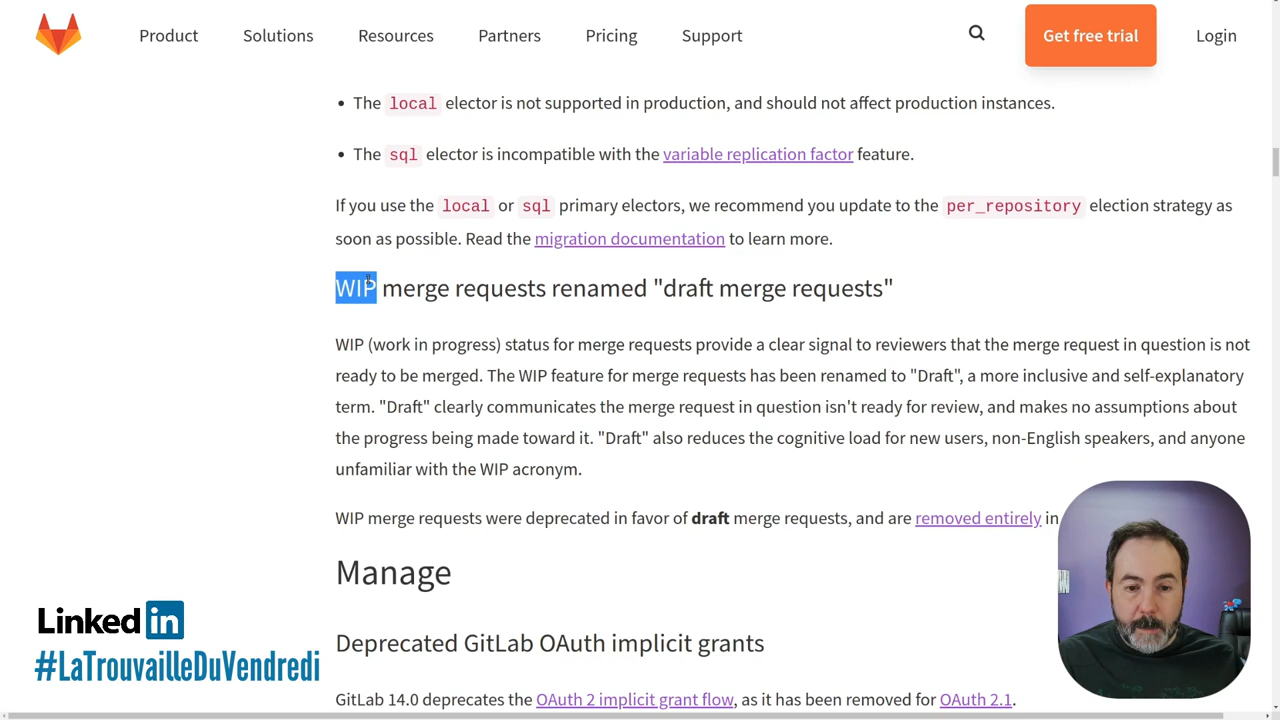 Product Solutions Resources Partners Pricing Support Get free trial Login
• The local elector is not supported in production, and should not affect production instances.
• The sql elector is incompatible with the variable replication factor feature.
If you use the local or sql primary electors, we recommend you update to the per_repository election strategy as
soon as possible. Read the migration documentation to learn more.
WIP merge requests renamed "draft merge requests"
WIP (work in progress) status for merge requests provide a clear signal to reviewers that the merge request in question is not
ready to be merged. The WIP feature for merge requests has been renamed to "Draft", a more inclusive and self-explanatory
term. "Draft" clearly communicates the merge request in question isn't ready for review, and makes no assumptions about
the progress being made toward it. "Draft" also reduces the cognitive load for new users, non-English speakers, and anyone
unfamiliar with the WIP acronym.
WIP merge requests were deprecated in favor of draft merge requests, and are removed entirely in
Manage
Linked in
#LaTrouvailleDuVendredi
Deprecated GitLab OAuth implicit grants
GitLab 14.0 deprecates the OAuth 2 implicit grant flow, as it has been removed for OAuth 2.1.